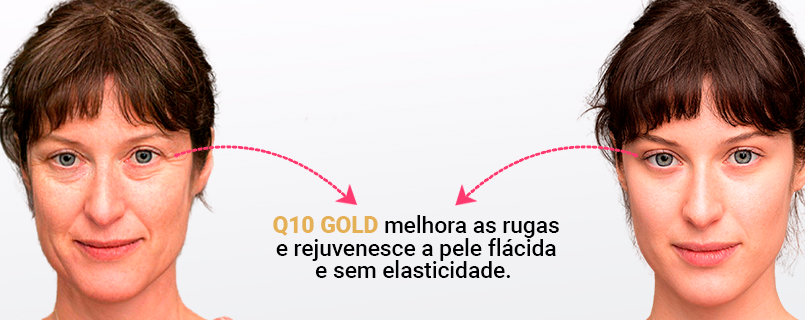 Q10 GOLD melhora as rugas
e rejuvenesce a pele flácida
e sem elasticidade.